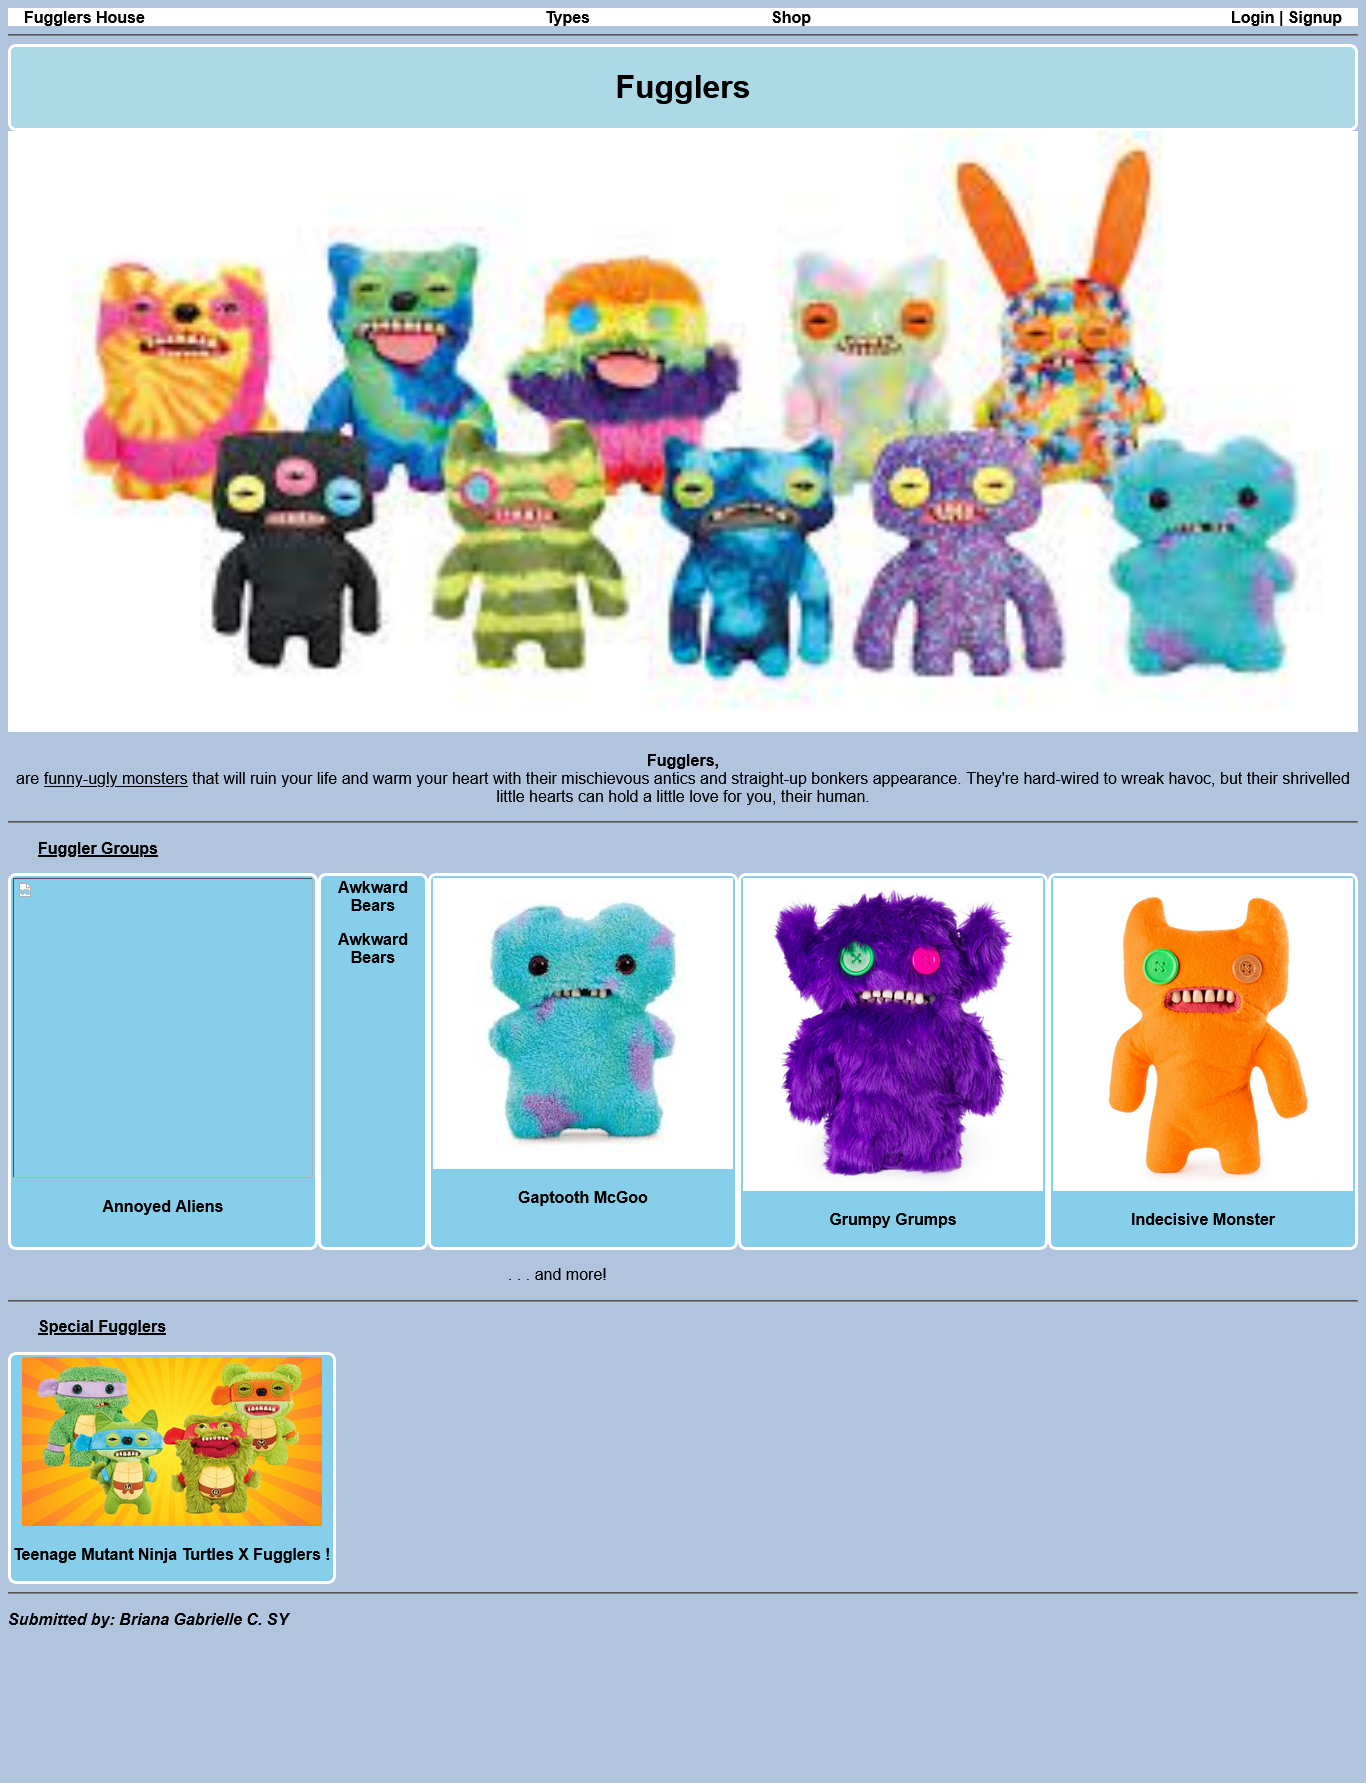 Fugglers House Types Shop Login | Signup
Fugglers
Fugglers,
are funny-ugly monsters that will ruin your life and warm your heart with their mischievous antics and straight-up bonkers appearance. They're hard-wired to wreak havoc, but their shrivelled
little hearts can hold a little love for you, their human.
Fuggler Groups
Annoyed Aliens
Awkward
Bears
Awkward
Bears
Gaptooth McGoo
Grumpy Grumps
Indecisive Monster
. . . and more!
Special Fugglers
Teenage Mutant Ninja Turtles X Fugglers !
Submitted by: Briana Gabrielle C. SY